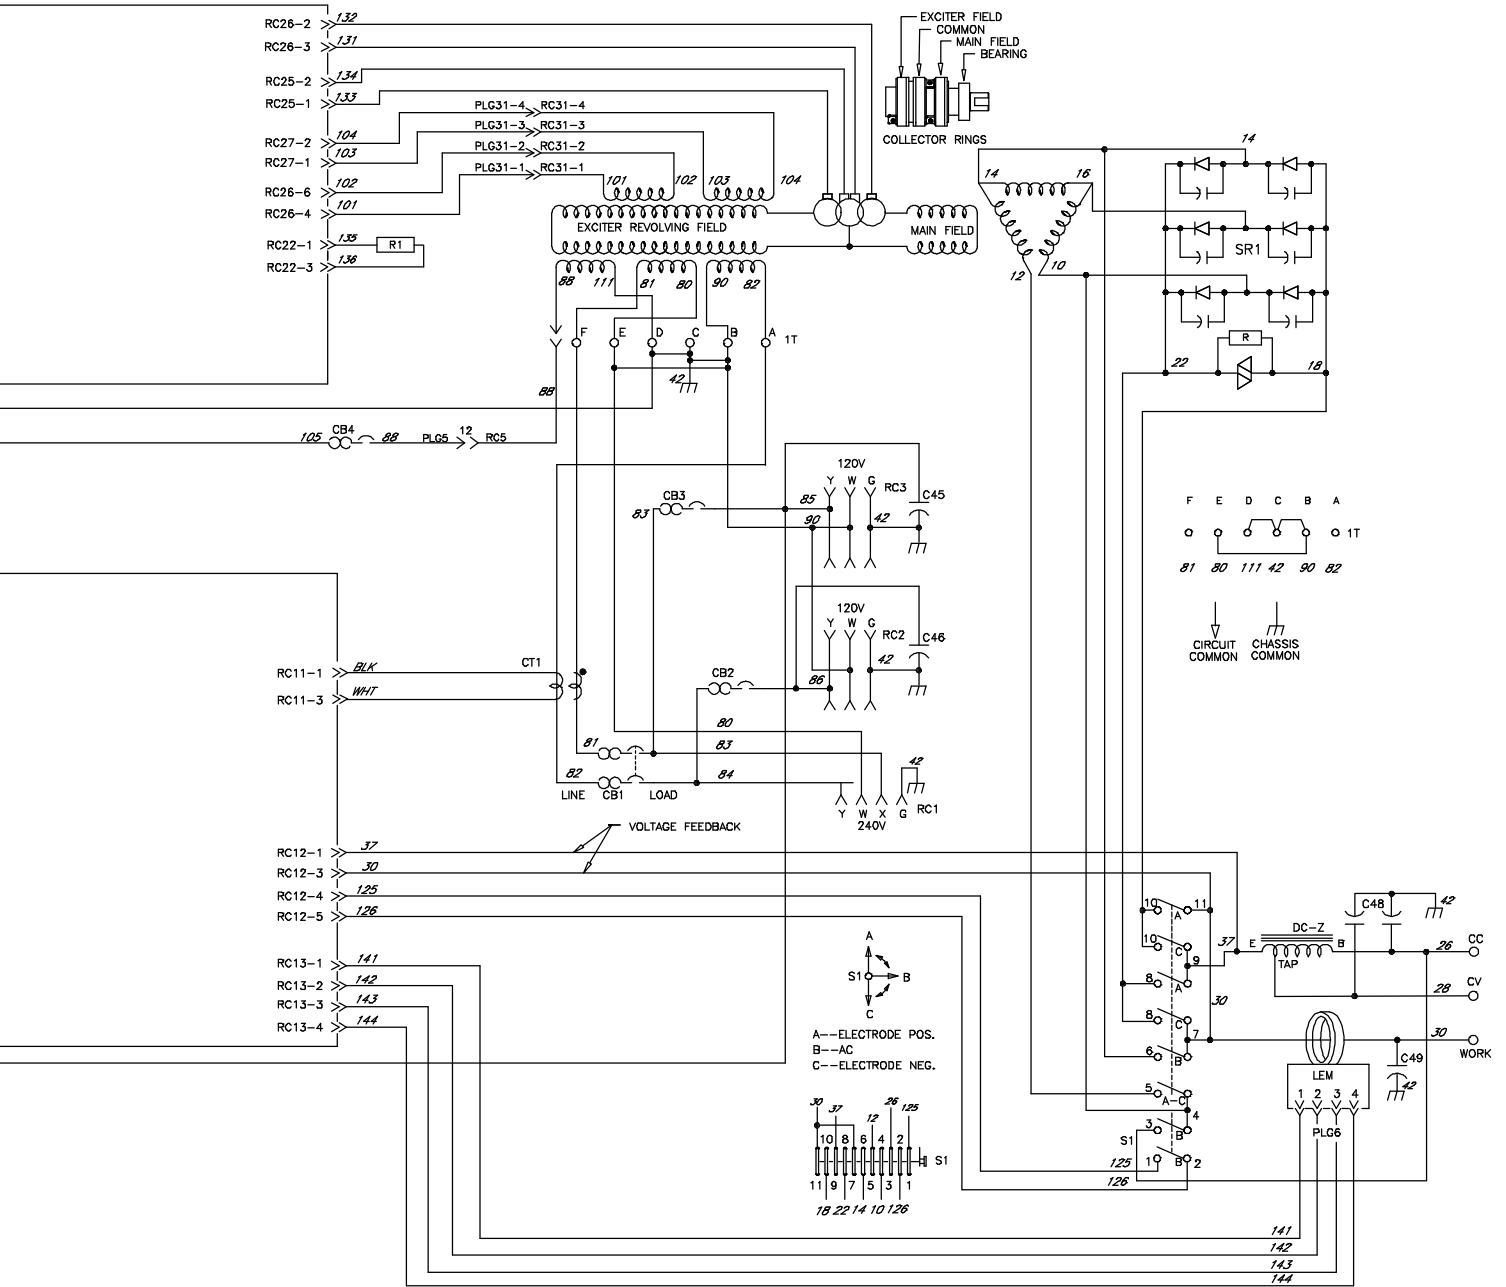 RC26-2 132
RC26-3 131
RC25-2 134
RC25-1 133
RC27-2 104
RC27-1 103
RC26-6 102
RC26-4 101
RC22-1 135
R1
RC22-3 136
PLG31-4 RC31-4
PLG31-3 RC31-3
PLG31-2 RC31-2
PLG31-1 RC31-1
101 102 103 104
EXCITER REVOLVING FIELD
MAIN FIELD
EXCITER FIELD
COMMON
MAIN FIELD
BEARING
COLLECTOR RINGS
14 16
12 10
14
SR1
R
22 18
88 111 81 80 90 82
F E D C B A 1T
42
88
105 CB4 88 PLG5 12 RC5
120V
Y W G RC3
C45
CB3
83 85
90 42
120V
Y W G RC2
C46
CB2
86 42
F E D C B A
1T
81 80 111 42 90 82
CIRCUIT
COMMON
CHASSIS
COMMON
RC11-1 BLK
CT1
RC11-3 WHT
80
81 83
82 84
42
LINE CB1 LOAD
Y W X G RC1
240V
VOLTAGE FEEDBACK
RC12-1 37
RC12-3 30
RC12-4 125
RC12-5 126
RC13-1 141
RC13-2 142
RC13-3 143
RC13-4 144
A
S1 B
C
A--ELECTRODE POS.
B--AC
C--ELECTRODE NEG.
30 37 12 26 125
10 8 6 4 2
S1
11 9 7 5 3 1
18 22 14 10 126
10 A 11
10 C
9
8 A
8 C
7
6 B
5
A-C
4
S1 3 B
125 1 B 2
126
37
30
E DC-Z B
TAP
C48
42
26 CC
28 CV
30
WORK
C49
42
LEM
1 2 3 4
PLG6
141
142
143
144